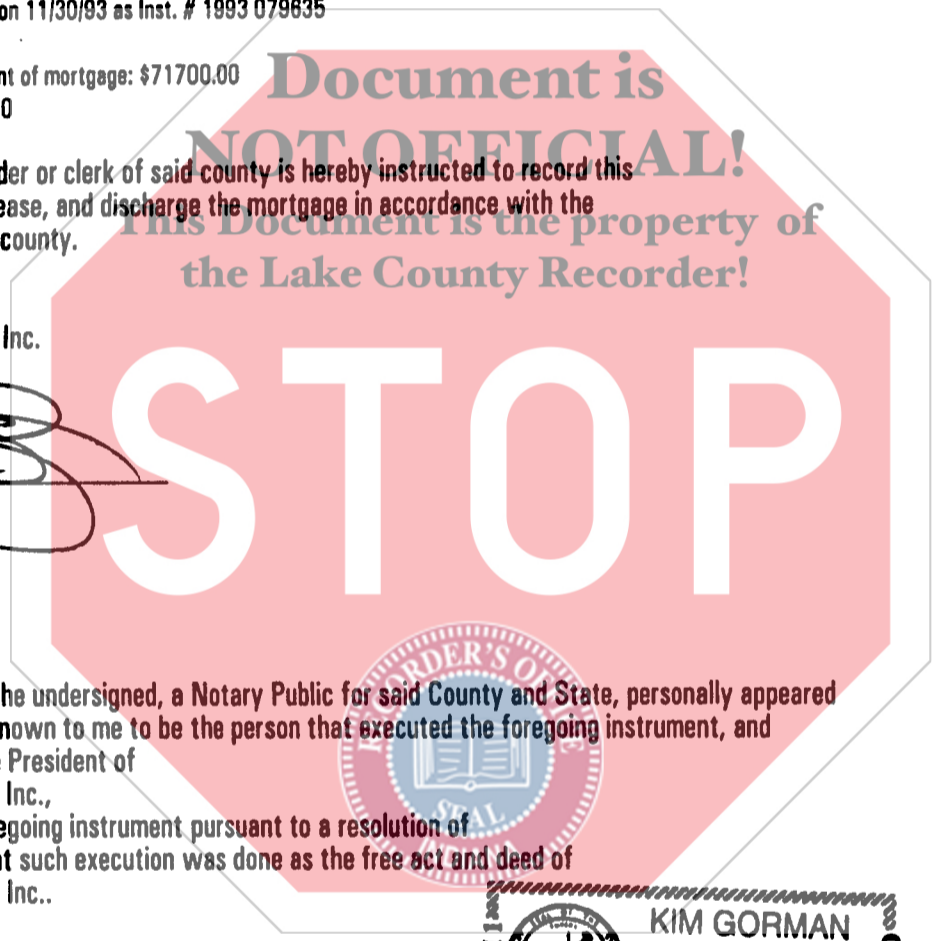 on 11/30/93 as Inst. # 1993 079635
Document is
nt of mortgage: $71700.00
0
NOT OFFICIAL!
der or clerk of said county is hereby instructed to record this
ease, and discharge the mortgage in accordance with the
This Document is the property of
county.
the Lake County Recorder!
Inc.
STOP
he undersigned, a Notary Public for said County and State, personally appeared
nown to me to be the person that executed the foregoing instrument, and
President of
Inc.,
egoing instrument pursuant to a resolution of
t such execution was done as the free act and deed of
Inc..
RECORDER'S OFFICE
SEAL
INDIANA
KIM GORMAN